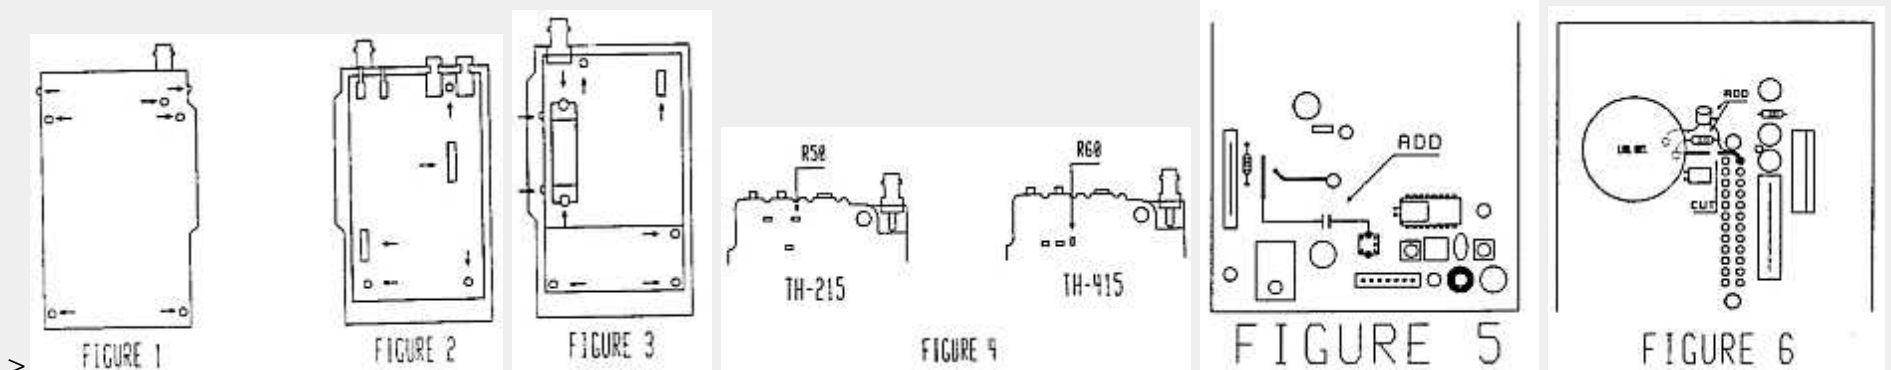 >
FIGURE 1
FIGURE 2
FIGURE 3
R50
TH-215
R60
TH-415
FIGURE 4
ADD
FIGURE 5
ADD
CUT
FIGURE 6